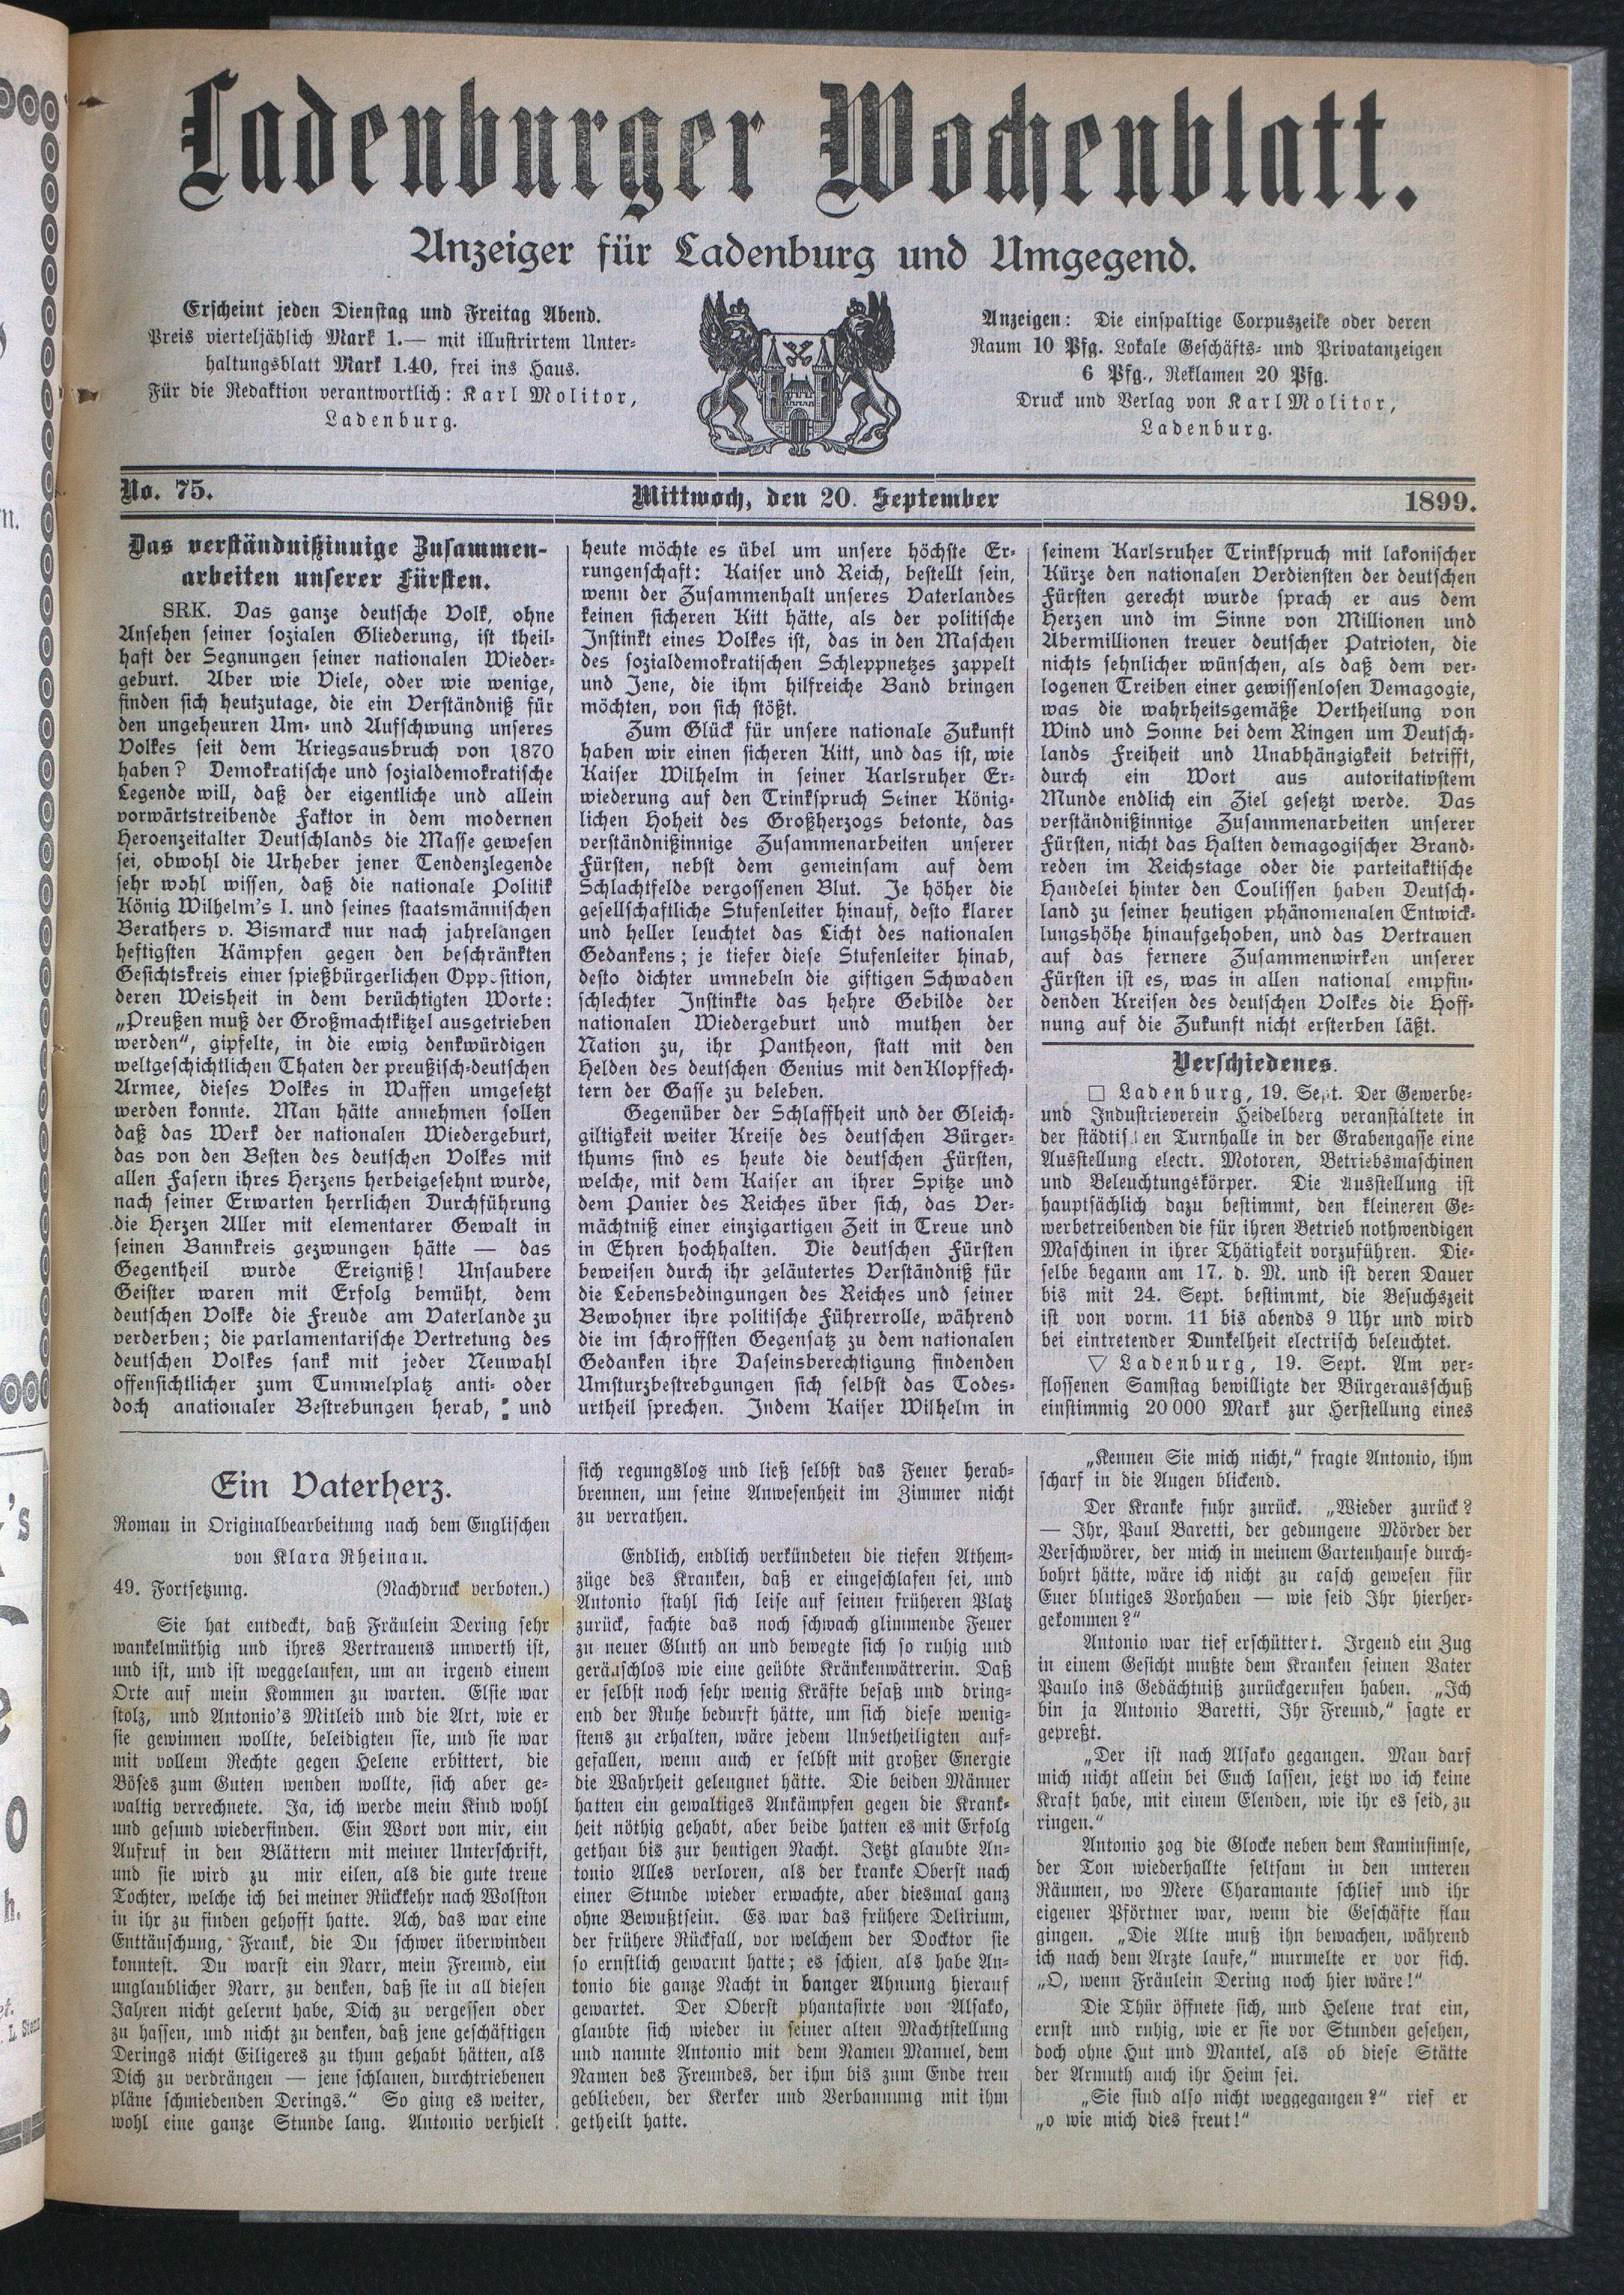 Ladenburger Wochenblatt.
Anzeiger für Ladenburg und Umgegend.
Erscheint jeden Dienstag und Freitag Abend.
Preis vierteljählich Mark 1.— mit illustrirtem Unter-
haltungsblatt Mark 1.40, frei ins Haus.
Für die Redaktion verantwortlich: Karl Molitor,
Ladenburg.
Anzeigen: Die einspaltige Corpuszeile oder deren
Raum 10 Pfg. Lokale Geschäfts- und Privatanzeigen
6 Pfg., Reklamen 20 Pfg.
Druck und Verlag von Karl Molitor,
Ladenburg.
No. 75.
Mittwoch, den 20. September
1899.
Das verständnißinnige Zusammen-
arbeiten unserer Fürsten.
SRK. Das ganze deutsche Volk, ohne
Ansehen seiner sozialen Gliederung, ist theil-
haft der Segnungen seiner nationalen Wieder-
geburt. Aber wie Viele, oder wie wenige,
finden sich heutzutage, die ein Verständniß für
den ungeheuren Um- und Aufschwung unseres
Volkes seit dem Kriegsausbruch von 1870
haben? Demokratische und sozialdemokratische
Legende will, daß der eigentliche und allein
vorwärtstreibende Faktor in dem modernen
Heroenzeitalter Deutschlands die Masse gewesen
sei, obwohl die Urheber jener Tendenzlegende
sehr wohl wissen, daß die nationale Politik
König Wilhelm's I. und seines staatsmännischen
Berathers v. Bismarck nur nach jahrelangen
heftigsten Kämpfen gegen den beschränkten
Gesichtskreis einer spießbürgerlichen Opposition,
deren Weisheit in dem berüchtigten Worte:
„Preußen muß der Großmachtkitzel ausgetrieben
werden“, gipfelte, in die ewig denkwürdigen
weltgeschichtlichen Thaten der preußisch-deutschen
Armee, dieses Volkes in Waffen umgesetzt
werden konnte. Man hätte annehmen sollen
daß das Werk der nationalen Wiedergeburt,
das von den Besten des deutschen Volkes mit
allen Fasern ihres Herzens herbeigesehnt wurde,
nach seiner Erwarten herrlichen Durchführung
die Herzen Aller mit elementarer Gewalt in
seinen Bannkreis gezwungen hätte — das
Gegentheil wurde Ereigniß! Unsaubere
Geister waren mit Erfolg bemüht, dem
deutschen Volke die Freude am Vaterlande zu
verderben; die parlamentarische Vertretung des
deutschen Volkes sank mit jeder Neuwahl
offensichtlicher zum Tummelplatz anti- oder
doch anationaler Bestrebungen herab, und
heute möchte es übel um unsere höchste Er-
rungenschaft: Kaiser und Reich, bestellt sein,
wenn der Zusammenhalt unseres Vaterlandes
keinen sicheren Kitt hätte, als der politische
Instinkt eines Volkes ist, das in den Maschen
des sozialdemokratischen Schleppnetzes zappelt
und Jene, die ihm hilfreiche Band bringen
möchten, von sich stößt.
Zum Glück für unsere nationale Zukunft
haben wir einen sicheren Kitt, und das ist, wie
Kaiser Wilhelm in seiner Karlsruher Er-
wiederung auf den Trinkspruch Seiner König-
lichen Hoheit des Großherzogs betonte, das
verständnißinnige Zusammenarbeiten unserer
Fürsten, nebst dem gemeinsam auf dem
Schlachtfelde vergossenen Blut. Je höher die
gesellschaftliche Stufenleiter hinauf, desto klarer
und heller leuchtet das Licht des nationalen
Gedankens; je tiefer diese Stufenleiter hinab,
desto dichter umnebeln die giftigen Schwaden
schlechter Instinkte das hehre Gebilde der
nationalen Wiedergeburt und muthen der
Nation zu, ihr Pantheon, statt mit den
Helden des deutschen Genius mit den Klopffech-
tern der Gasse zu beleben.
Gegenüber der Schlaffheit und der Gleich-
giltigkeit weiter Kreise des deutschen Bürger-
thums sind es heute die deutschen Fürsten,
welche, mit dem Kaiser an ihrer Spitze und
dem Panier des Reiches über sich, das Ver-
mächtniß einer einzigartigen Zeit in Treue und
in Ehren hochhalten. Die deutschen Fürsten
beweisen durch ihr geläutertes Verständniß für
die Lebensbedingungen des Reiches und seiner
Bewohner ihre politische Führerrolle, während
die im schroffsten Gegensatz zu dem nationalen
Gedanken ihre Daseinsberechtigung findenden
Umsturzbestrebgungen sich selbst das Todes-
urtheil sprechen. Indem Kaiser Wilhelm in
seinem Karlsruher Trinkspruch mit lakonischer
Kürze den nationalen Verdiensten der deutschen
Fürsten gerecht wurde sprach er aus dem
Herzen und im Sinne von Millionen und
Abermillionen treuer deutscher Patrioten, die
nichts sehnlicher wünschen, als daß dem ver-
logenen Treiben einer gewissenlosen Demagogie,
was die wahrheitsgemäße Vertheilung von
Wind und Sonne bei dem Ringen um Deutsch-
lands Freiheit und Unabhängigkeit betrifft,
durch ein Wort aus autoritativstem
Munde endlich ein Ziel gesetzt werde. Das
verständnißinnige Zusammenarbeiten unserer
Fürsten, nicht das Halten demagogischer Brand-
reden im Reichstage oder die parteitaktische
Handelei hinter den Coulissen haben Deutsch-
land zu seiner heutigen phänomenalen Entwick-
lungshöhe hinaufgehoben, und das Vertrauen
auf das fernere Zusammenwirken unserer
Fürsten ist es, was in allen national empfin-
denden Kreisen des deutschen Volkes die Hoff-
nung auf die Zukunft nicht ersterben läßt.
Verschiedenes.
□ Ladenburg, 19. Sept. Der Gewerbe-
und Industrieverein Heidelberg veranstaltete in
der städtischen Turnhalle in der Grabengasse eine
Ausstellung electr. Motoren, Betriebsmaschinen
und Beleuchtungskörper. Die Ausstellung ist
hauptsächlich dazu bestimmt, den kleineren Ge-
werbetreibenden die für ihren Betrieb nothwendigen
Maschinen in ihrer Thätigkeit vorzuführen. Die-
selbe begann am 17. d. M. und ist deren Dauer
bis mit 24. Sept. bestimmt, die Besuchszeit
ist von vorm. 11 bis abends 9 Uhr und wird
bei eintretender Dunkelheit electrisch beleuchtet.
▽ Ladenburg, 19. Sept. Am ver-
flossenen Samstag bewilligte der Bürgerausschuß
einstimmig 20 000 Mark zur Herstellung eines
Ein Vaterherz.
Roman in Originalbearbeitung nach dem Englischen
von Klara Rheinau.
49. Fortsetzung. (Nachdruck verboten.)
Sie hat entdeckt, daß Fräulein Dering sehr
wankelmüthig und ihres Vertrauens unwerth ist,
und ist, und ist weggelaufen, um an irgend einem
Orte auf mein Kommen zu warten. Elsie war
stolz, und Antonio's Mitleid und die Art, wie er
sie gewinnen wollte, beleidigten sie, und sie war
mit vollem Rechte gegen Helene erbittert, die
Böses zum Guten wenden wollte, sich aber ge-
waltig verrechnete. Ja, ich werde mein Kind wohl
und gesund wiederfinden. Ein Wort von mir, ein
Aufruf in den Blättern mit meiner Unterschrift,
und sie wird zu mir eilen, als die gute treue
Tochter, welche ich bei meiner Rückkehr nach Wolston
in ihr zu finden gehofft hatte. Ach, das war eine
Enttäuschung, Frank, die Du schwer überwinden
konntest. Du warst ein Narr, mein Freund, ein
unglaublicher Narr, zu denken, daß sie in all diesen
Jahren nicht gelernt habe, Dich zu vergessen oder
zu hassen, und nicht zu denken, daß jene geschäftigen
Derings nicht Eiligeres zu thun gehabt hätten, als
Dich zu verdrängen — jene schlauen, durchtriebenen
pläne schmiedenden Derings.“ So ging es weiter,
wohl eine ganze Stunde lang. Antonio verhielt
sich regungslos und ließ selbst das Feuer herab-
brennen, um seine Anwesenheit im Zimmer nicht
zu verrathen.
Endlich, endlich verkündeten die tiefen Athem-
züge des Kranken, daß er eingeschlafen sei, und
Antonio stahl sich leise auf seinen früheren Platz
zurück, fachte das noch schwach glimmende Feuer
zu neuer Gluth an und bewegte sich so ruhig und
geräuschlos wie eine geübte Kränkenwätrerin. Daß
er selbst noch sehr wenig Kräfte besaß und dring-
end der Ruhe bedurft hätte, um sich diese wenig-
stens zu erhalten, wäre jedem Unbetheiligten auf-
gefallen, wenn auch er selbst mit großer Energie
die Wahrheit geleugnet hätte. Die beiden Männer
hatten ein gewaltiges Ankämpfen gegen die Krank-
heit nöthig gehabt, aber beide hatten es mit Erfolg
gethan bis zur heutigen Nacht. Jetzt glaubte An-
tonio Alles verloren, als der kranke Oberst nach
einer Stunde wieder erwachte, aber diesmal ganz
ohne Bewußtsein. Es war das frühere Delirium,
der frühere Rückfall, vor welchem der Docktor sie
so ernstlich gewarnt hatte; es schien, als habe An-
tonio bie ganze Nacht in banger Ahnung hierauf
gewartet. Der Oberst phantasirte von Alsako,
glaubte sich wieder in seiner alten Machtstellung
und nannte Antonio mit dem Namen Manuel, dem
Namen des Freundes, der ihm bis zum Ende treu
geblieben, der Kerker und Verbannung mit ihm
getheilt hatte.
„Kennen Sie mich nicht,“ fragte Antonio, ihm
scharf in die Augen blickend.
Der Kranke fuhr zurück. „Wieder zurück?
— Ihr, Paul Baretti, der gedungene Mörder der
Verschwörer, der mich in meinem Gartenhause durch-
bohrt hätte, wäre ich nicht zu rasch gewesen für
Euer blutiges Vorhaben — wie seid Ihr hierher-
gekommen?“
Antonio war tief erschüttert. Irgend ein Zug
in einem Gesicht mußte dem Kranken seinen Vater
Paulo ins Gedächtniß zurückgerufen haben. „Ich
bin ja Antonio Baretti, Ihr Freund,“ sagte er
gepreßt.
„Der ist nach Alsako gegangen. Man darf
mich nicht allein bei Euch lassen, jetzt wo ich keine
Kraft habe, mit einem Elenden, wie ihr es seid, zu
ringen.“
Antonio zog die Glocke neben dem Kaminsimse,
der Ton wiederhallte seltsam in den unteren
Räumen, wo Mere Charamante schlief und ihr
eigener Pförtner war, wenn die Geschäfte flau
gingen. „Die Alte muß ihn bewachen, während
ich nach dem Arzte laufe,“ murmelte er vor sich.
„O, wenn Fräulein Dering noch hier wäre!“
Die Thür öffnete sich, und Helene trat ein,
ernst und ruhig, wie er sie vor Stunden gesehen,
doch ohne Hut und Mantel, als ob diese Stätte
der Armuth auch ihr Heim sei.
„Sie sind also nicht weggegangen?“ rief er
„o wie mich dies freut!“